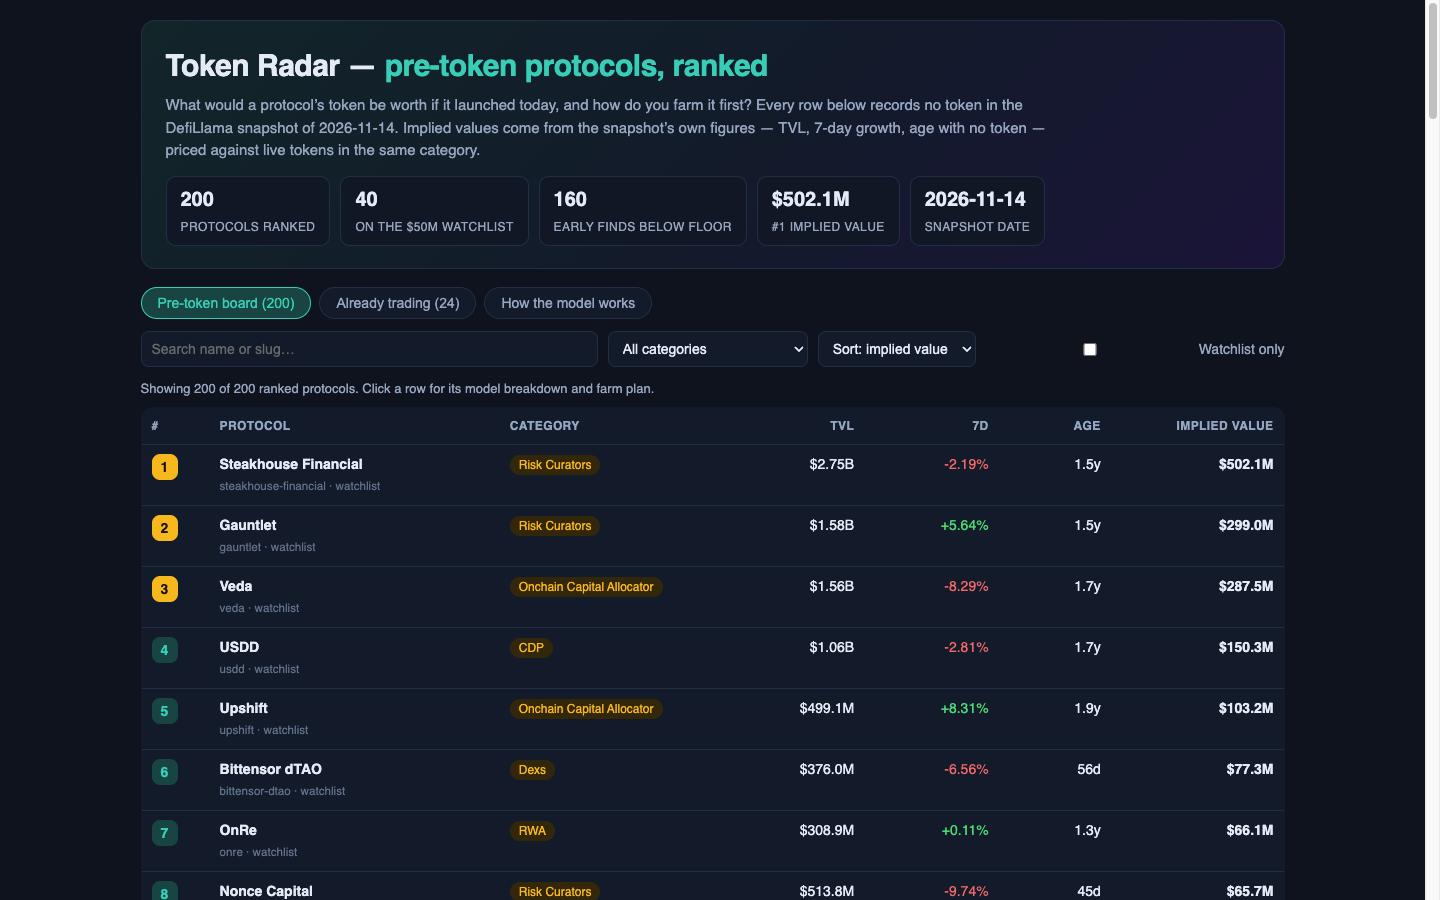 Token Radar — pre-token protocols, ranked
What would a protocol's token be worth if it launched today, and how do you farm it first? Every row below records no token in the
DefiLlama snapshot of 2026-11-14. Implied values come from the snapshot's own figures — TVL, 7-day growth, age with no token —
priced against live tokens in the same category.
200 40 160 $502.1M 2026-11-14
PROTOCOLS RANKED ON THE $50M WATCHLIST EARLY FINDS BELOW FLOOR #1 IMPLIED VALUE SNAPSHOT DATE
Pre-token board (200) Already trading (24) How the model works
Search name or slug... All categories Sort: implied value Watchlist only
Showing 200 of 200 ranked protocols. Click a row for its model breakdown and farm plan.
# PROTOCOL CATEGORY TVL 7D AGE IMPLIED VALUE
1 Steakhouse Financial Risk Curators $2.75B -2.19% 1.5y $502.1M
steakhouse-financial · watchlist
2 Gauntlet Risk Curators $1.58B +5.64% 1.5y $299.0M
gauntlet · watchlist
3 Veda Onchain Capital Allocator $1.56B -8.29% 1.7y $287.5M
veda · watchlist
4 USDD CDP $1.06B -2.81% 1.7y $150.3M
usdd · watchlist
5 Upshift Onchain Capital Allocator $499.1M +8.31% 1.9y $103.2M
upshift · watchlist
6 Bittensor dTAO Dexs $376.0M -6.56% 56d $77.3M
bittensor-dtao · watchlist
7 OnRe RWA $308.9M +0.11% 1.3y $66.1M
onre · watchlist
8 Nonce Capital Risk Curators $513.8M -9.74% 45d $65.7M